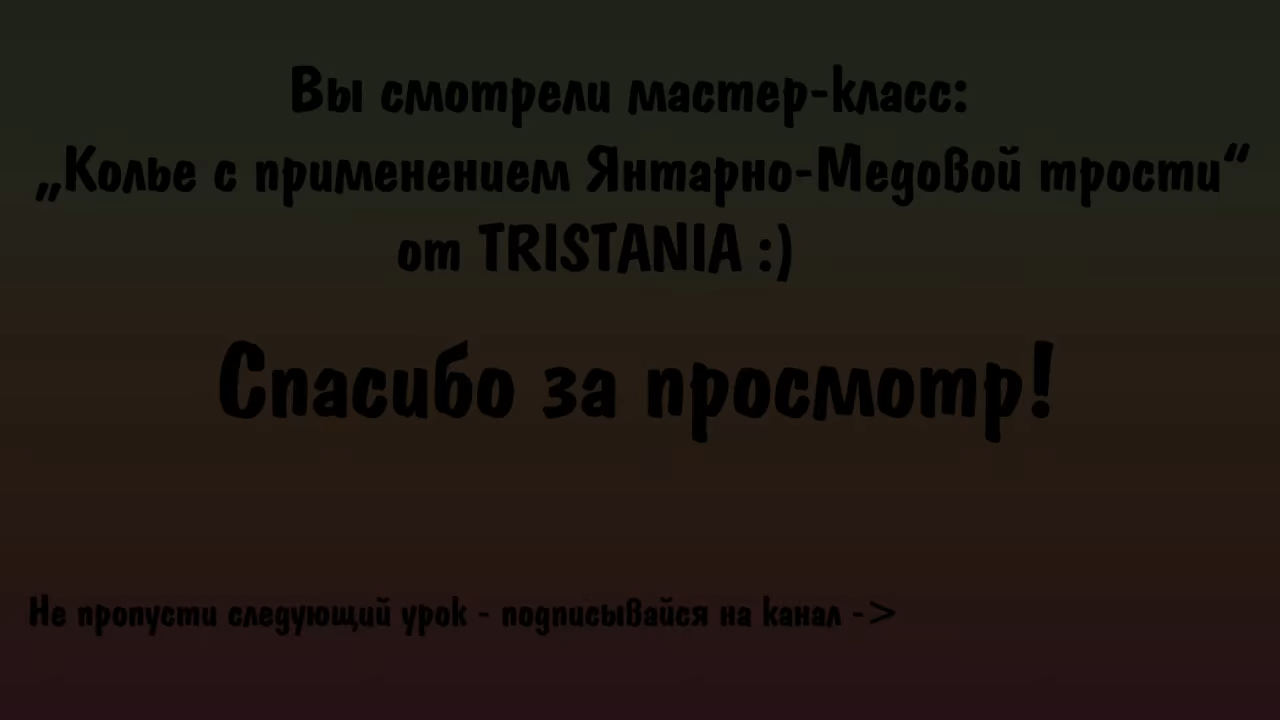 Вы смотрели мастер-класс:
„Колье с применением Янтарно-Медовой трости“
от TRISTANIA :)
Спасибо за просмотр!
Не пропусти следующий урок - подписывайся на канал ->